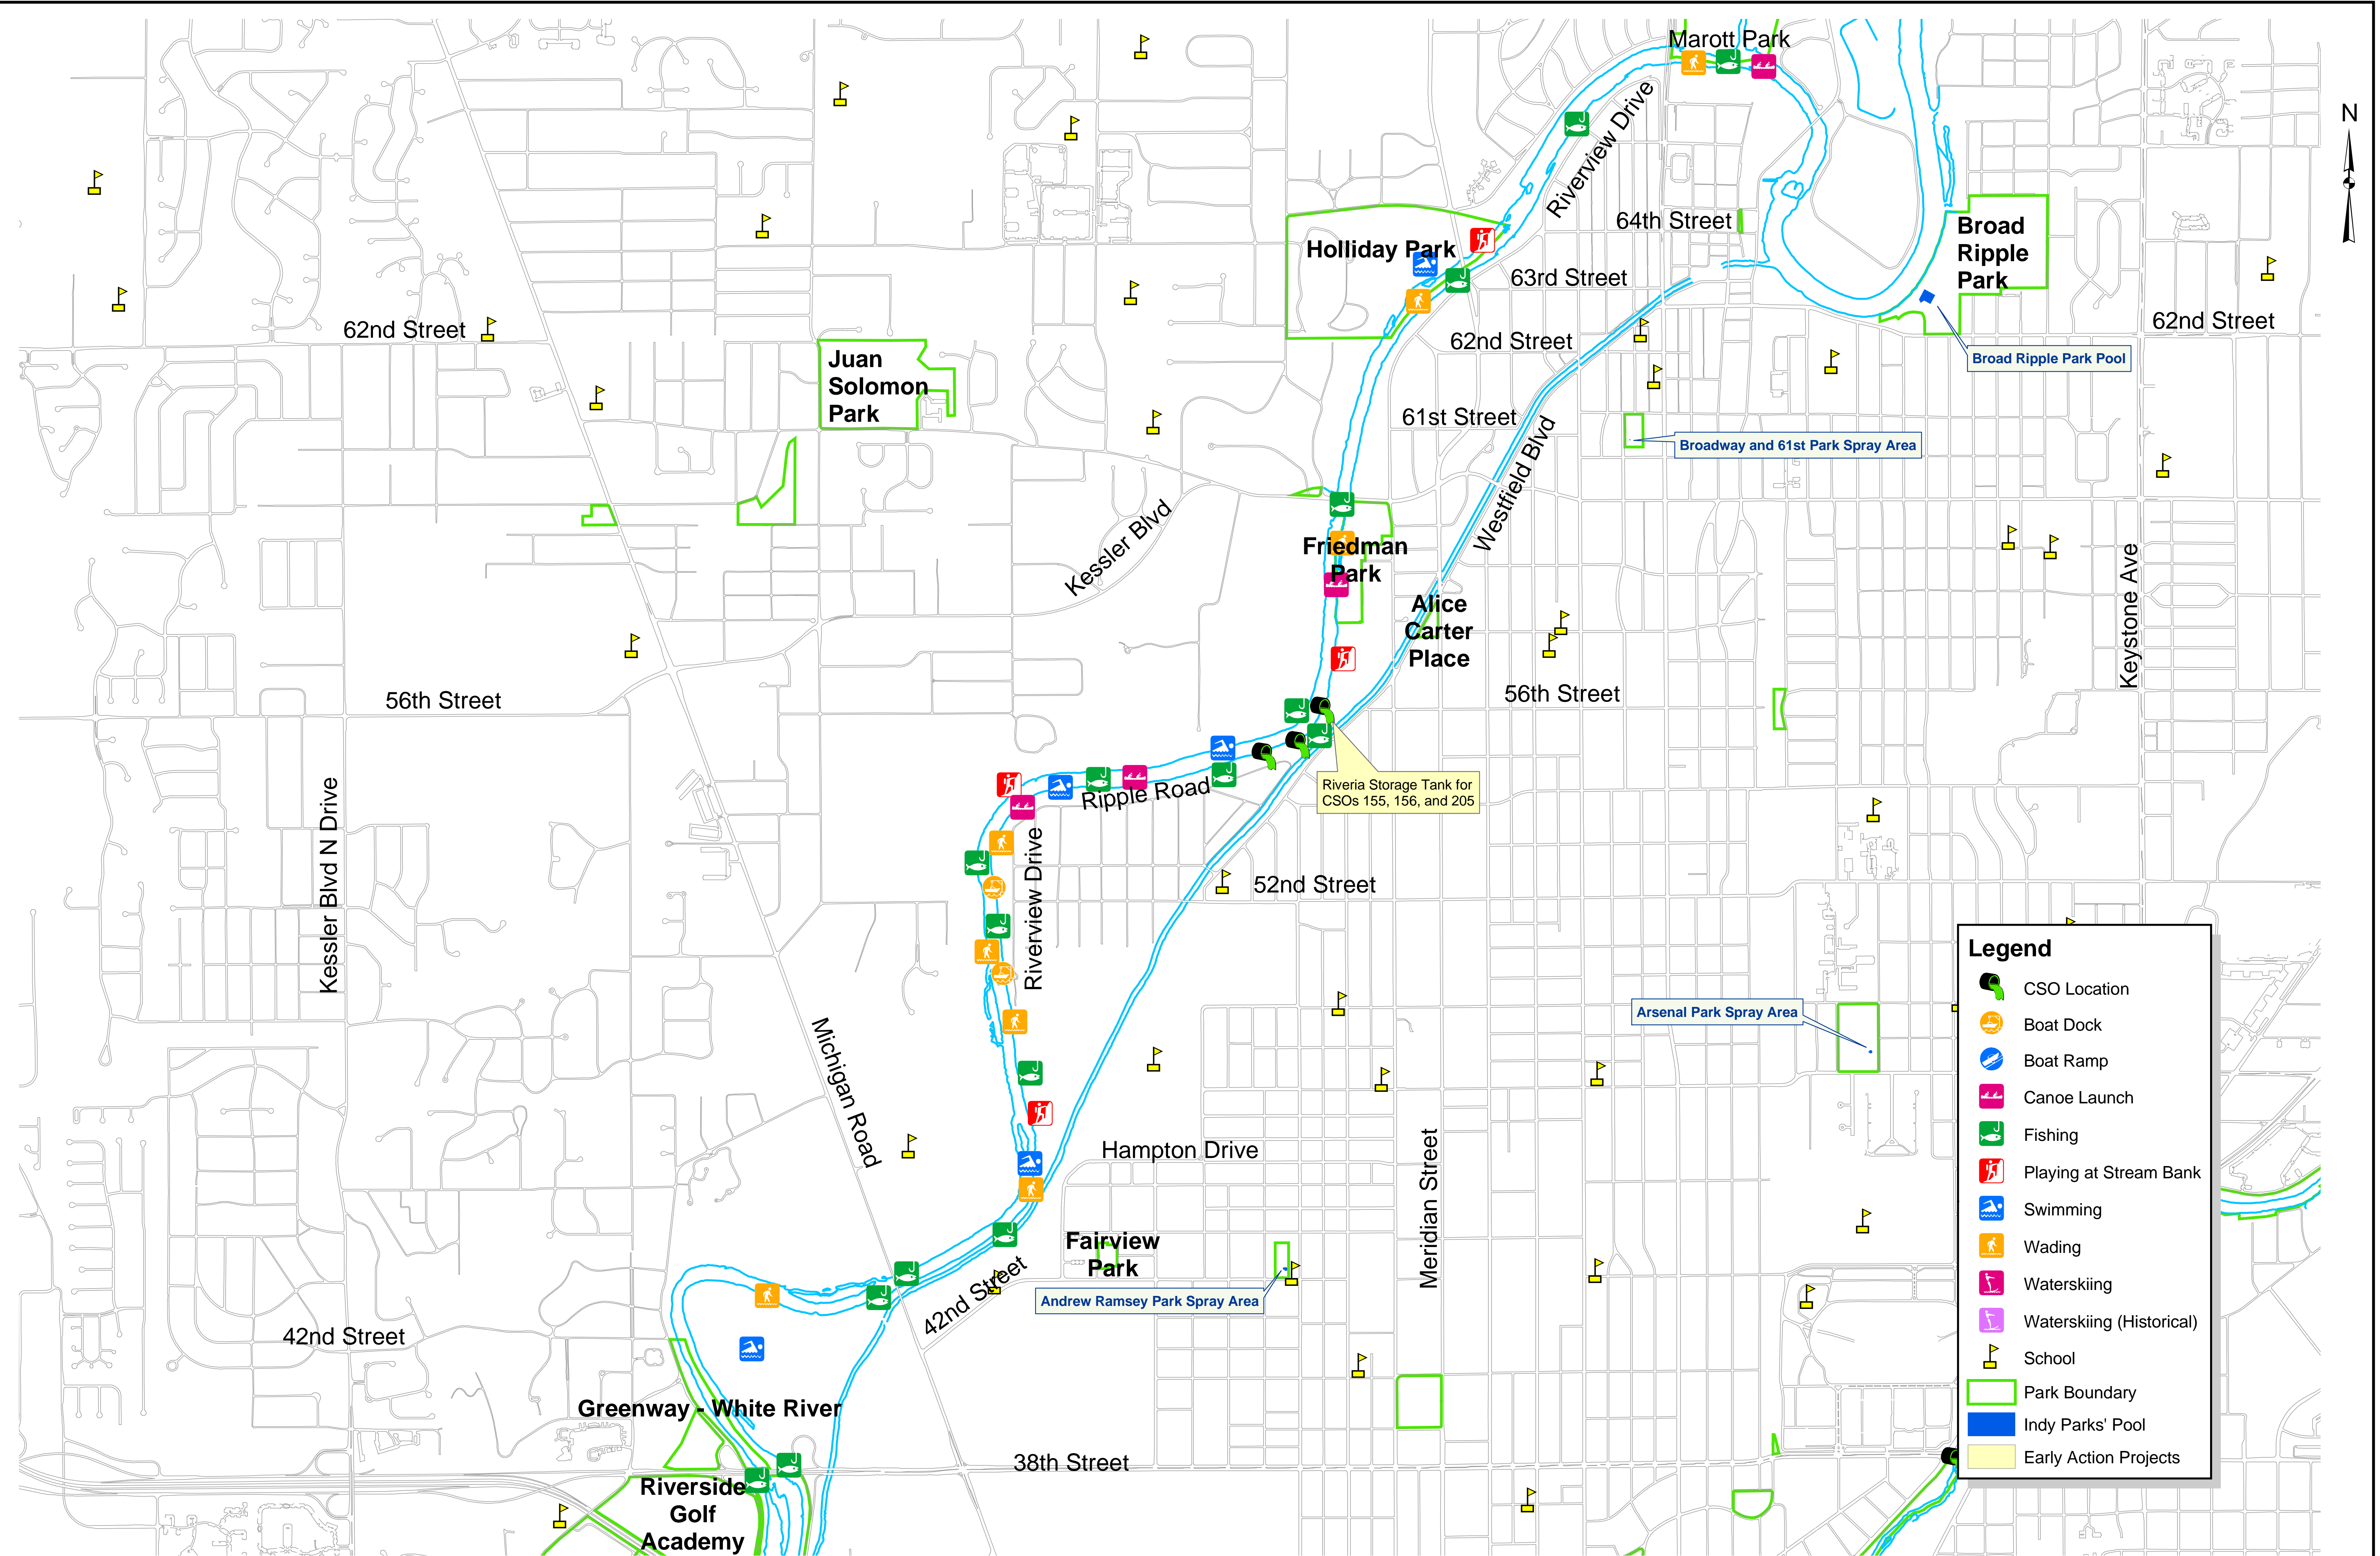 Marott Park
N
Riverview Drive
64th Street
Holliday Park
Broad
Ripple
Park
63rd Street
62nd Street
62nd Street
62nd Street
Juan
Solomon
Park
Broad Ripple Park Pool
61st Street
Broadway and 61st Park Spray Area
Westfield Blvd
Kessler Blvd
Friedman
Park
Alice
Carter
Place
Keystone Ave
56th Street
56th Street
Riveria Storage Tank for
CSOs 155, 156, and 205
Ripple Road
Kessler Blvd N Drive
Riverview Drive
52nd Street
Arsenal Park Spray Area
Michigan Road
Hampton Drive
Meridian Street
Fairview
Park
42nd Street
Andrew Ramsey Park Spray Area
42nd Street
Greenway - White River
38th Street
Riverside
Golf
Academy
Legend
CSO Location
Boat Dock
Boat Ramp
Canoe Launch
Fishing
Playing at Stream Bank
Swimming
Wading
Waterskiing
Waterskiing (Historical)
School
Park Boundary
Indy Parks' Pool
Early Action Projects